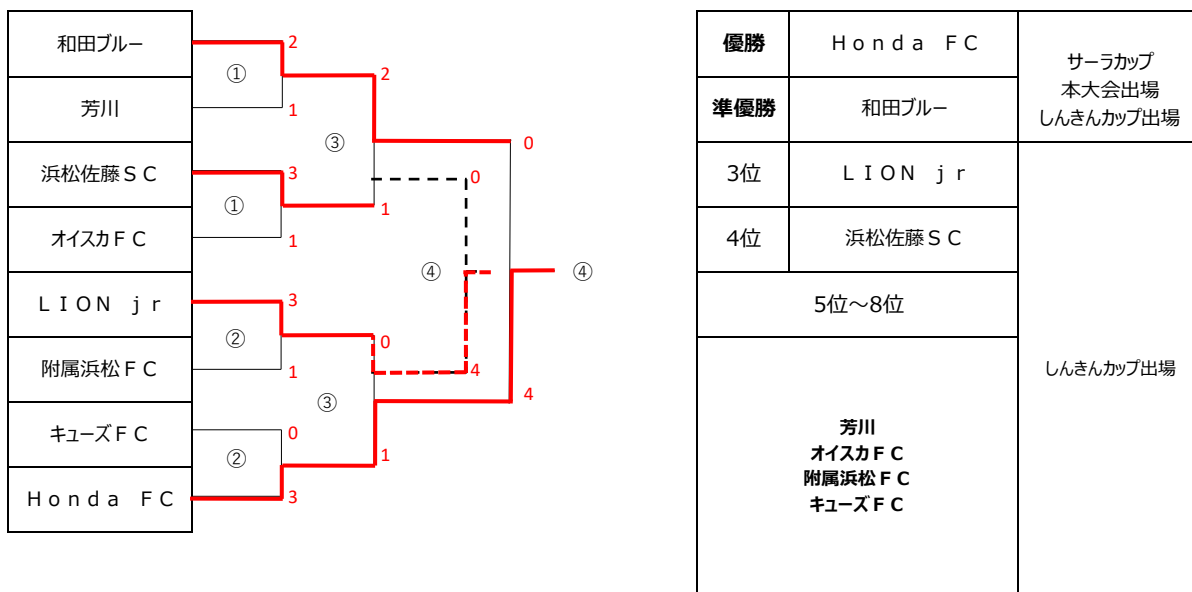 和田ブルー
2
①
2
芳川
1
③
0
浜松佐藤ＳＣ
3
0
①
1
オイスカＦＣ
1
④
④
ＬＩＯＮ ｊｒ
3
②
0
附属浜松ＦＣ
1
4
③
4
キューズＦＣ
0
②
1
Ｈｏｎｄａ ＦＣ
3
優勝
Ｈｏｎｄａ ＦＣ
サーラカップ
本大会出場
しんきんカップ出場
準優勝
和田ブルー
3位
ＬＩＯＮ ｊｒ
4位
浜松佐藤ＳＣ
5位～8位
しんきんカップ出場
芳川
オイスカＦＣ
附属浜松ＦＣ
キューズＦＣ